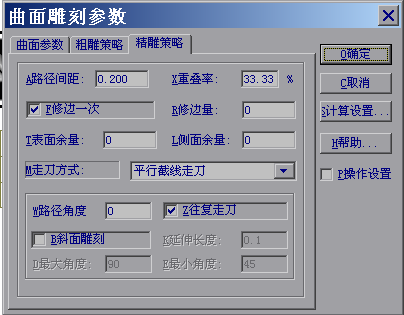 曲面雕刻参数
曲面参数 粗雕策略 精雕策略
A路径间距: 0.200 X重叠率: 33.33 %
F修边一次 R修边量: 0
T表面余量: 0 L侧面余量: 0
M走刀方式: 平行截线走刀
W路径角度 0 Z往复走刀
B斜面雕刻 K延伸长度: 0.1
D最大角度: 90 E最小角度: 45
O确定
C取消
S计算设置...
H帮助...
P操作设置